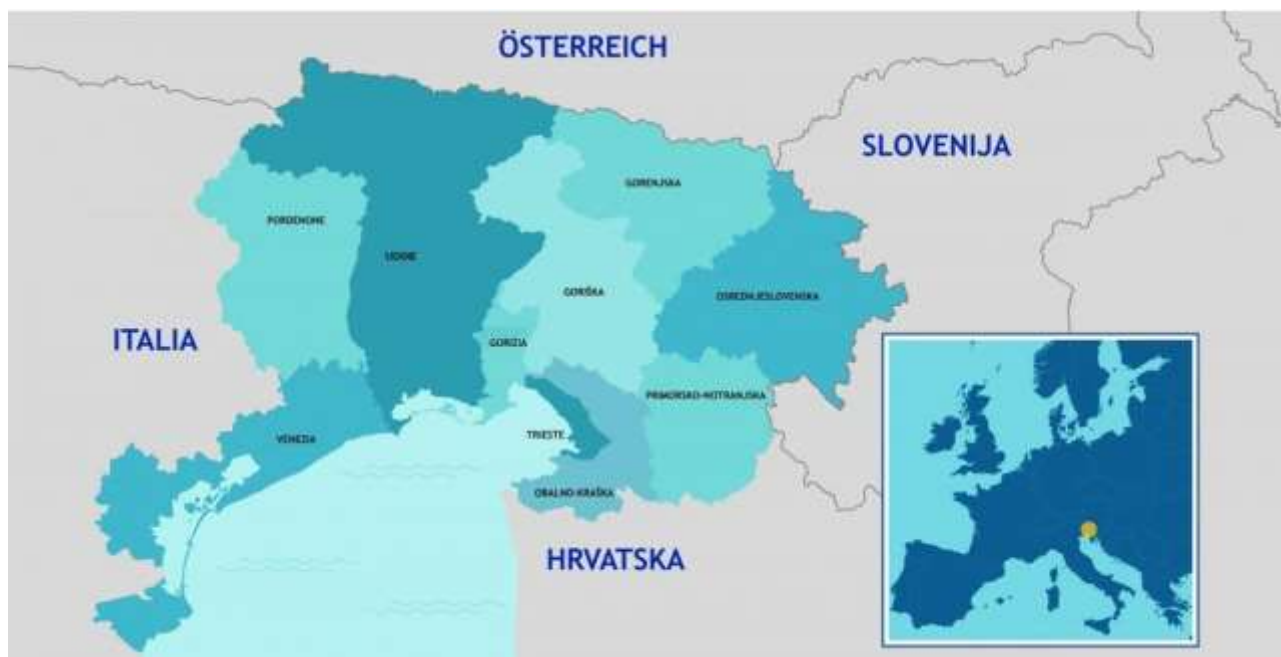 ÖSTERREICH
SLOVENIJA
GORENJSKA
PORDENONE
UDINE
GORIŠKA
OSREDNJESLOVENSKA
ITALIA
GORIZIA
PRIMORSKO-NOTRANJSKA
TRIESTE
VENEZIA
OBALNO-KRAŠKA
HRVATSKA